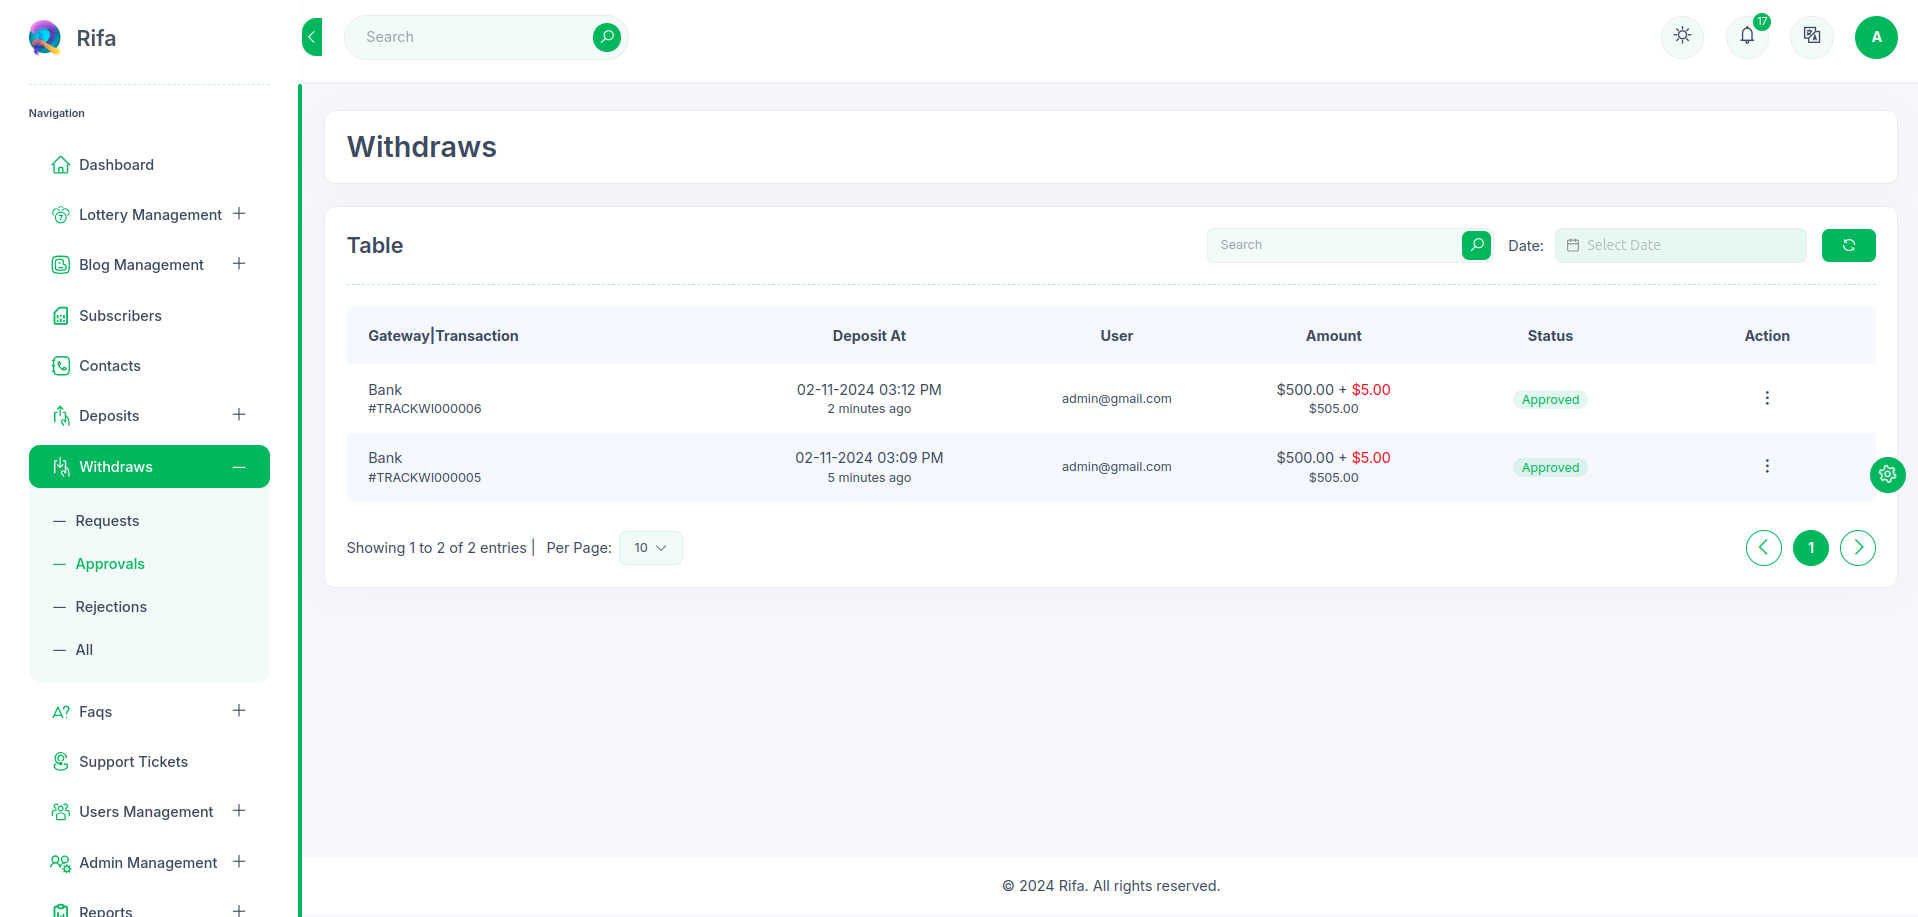 Rifa
Search
17
A
Navigation
Dashboard
Lottery Management
Blog Management
Subscribers
Contacts
Deposits
Withdraws
Requests
Approvals
Rejections
All
Faqs
Support Tickets
Users Management
Admin Management
Reports
Withdraws
Table
Search
Date: Select Date
Gateway|Transaction Deposit At User Amount Status Action
Bank 02-11-2024 03:12 PM admin@gmail.com $500.00 + $5.00 Approved
#TRACKWI000006 2 minutes ago $505.00
Bank 02-11-2024 03:09 PM admin@gmail.com $500.00 + $5.00 Approved
#TRACKWI000005 5 minutes ago $505.00
Showing 1 to 2 of 2 entries | Per Page: 10
1
© 2024 Rifa. All rights reserved.